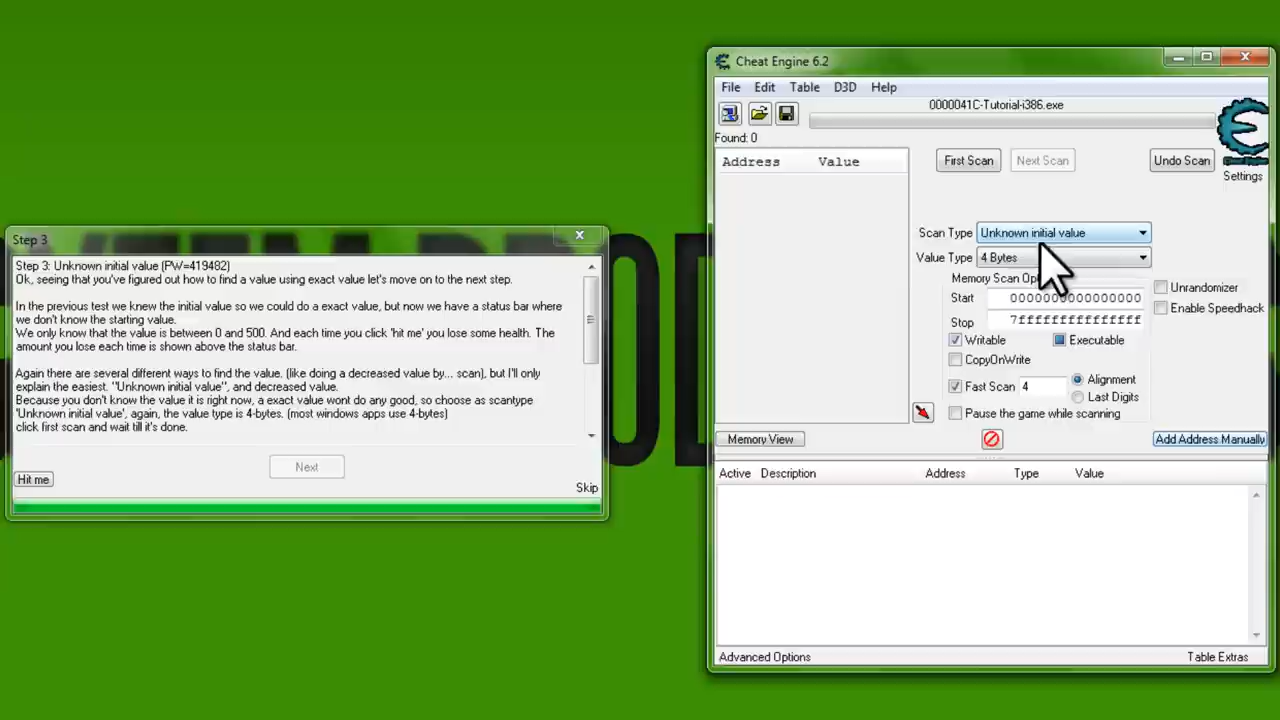 Step 3
Step 3: Unknown initial value (PW=419482)
Ok, seeing that you've figured out how to find a value using exact value let's move on to the next step.
In the previous test we knew the initial value so we could do a exact value, but now we have a status bar where
we don't know the starting value.
We only know that the value is between 0 and 500. And each time you click 'hit me' you lose some health. The
amount you lose each time is shown above the status bar.
Again there are several different ways to find the value. (like doing a decreased value by... scan), but I'll only
explain the easiest. "Unknown initial value", and decreased value.
Because you don't know the value it is right now, a exact value wont do any good, so choose as scantype
'Unknown initial value', again, the value type is 4-bytes. (most windows apps use 4-bytes)
click first scan and wait till it's done.
Next
Hit me
Skip
Cheat Engine 6.2
File Edit Table D3D Help
0000041C-Tutorial-i386.exe
Found: 0
Address Value
First Scan Next Scan Undo Scan
Cheat Engine
Settings
Scan Type Unknown initial value
Value Type 4 Bytes
Memory Scan
Start 0000000000000000
Stop 7fffffffffffffff
Unrandomizer
Enable Speedhack
Writable Executable
CopyOnWrite
Fast Scan 4 Alignment
Last Digits
Pause the game while scanning
Memory View Add Address Manually
Active Description Address Type Value
Advanced Options Table Extras